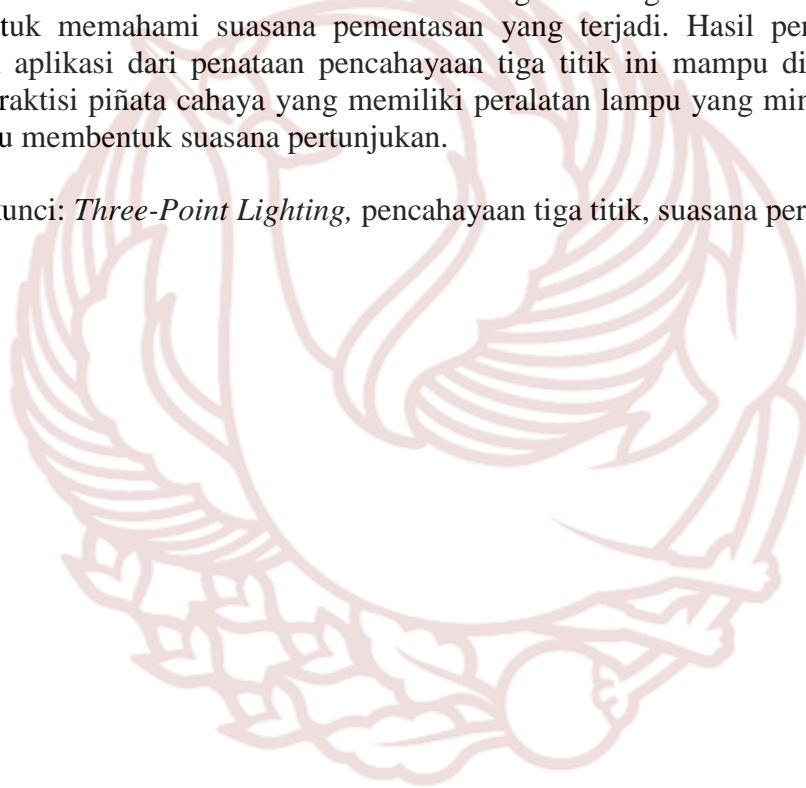 tuk memahami suasana pementasan yang terjadi. Hasil per
aplikasi dari penataan pencahayaan tiga titik ini mampu di
raktisi piñata cahaya yang memiliki peralatan lampu yang min
u membentuk suasana pertunjukan.
unci: Three-Point Lighting, pencahayaan tiga titik, suasana per